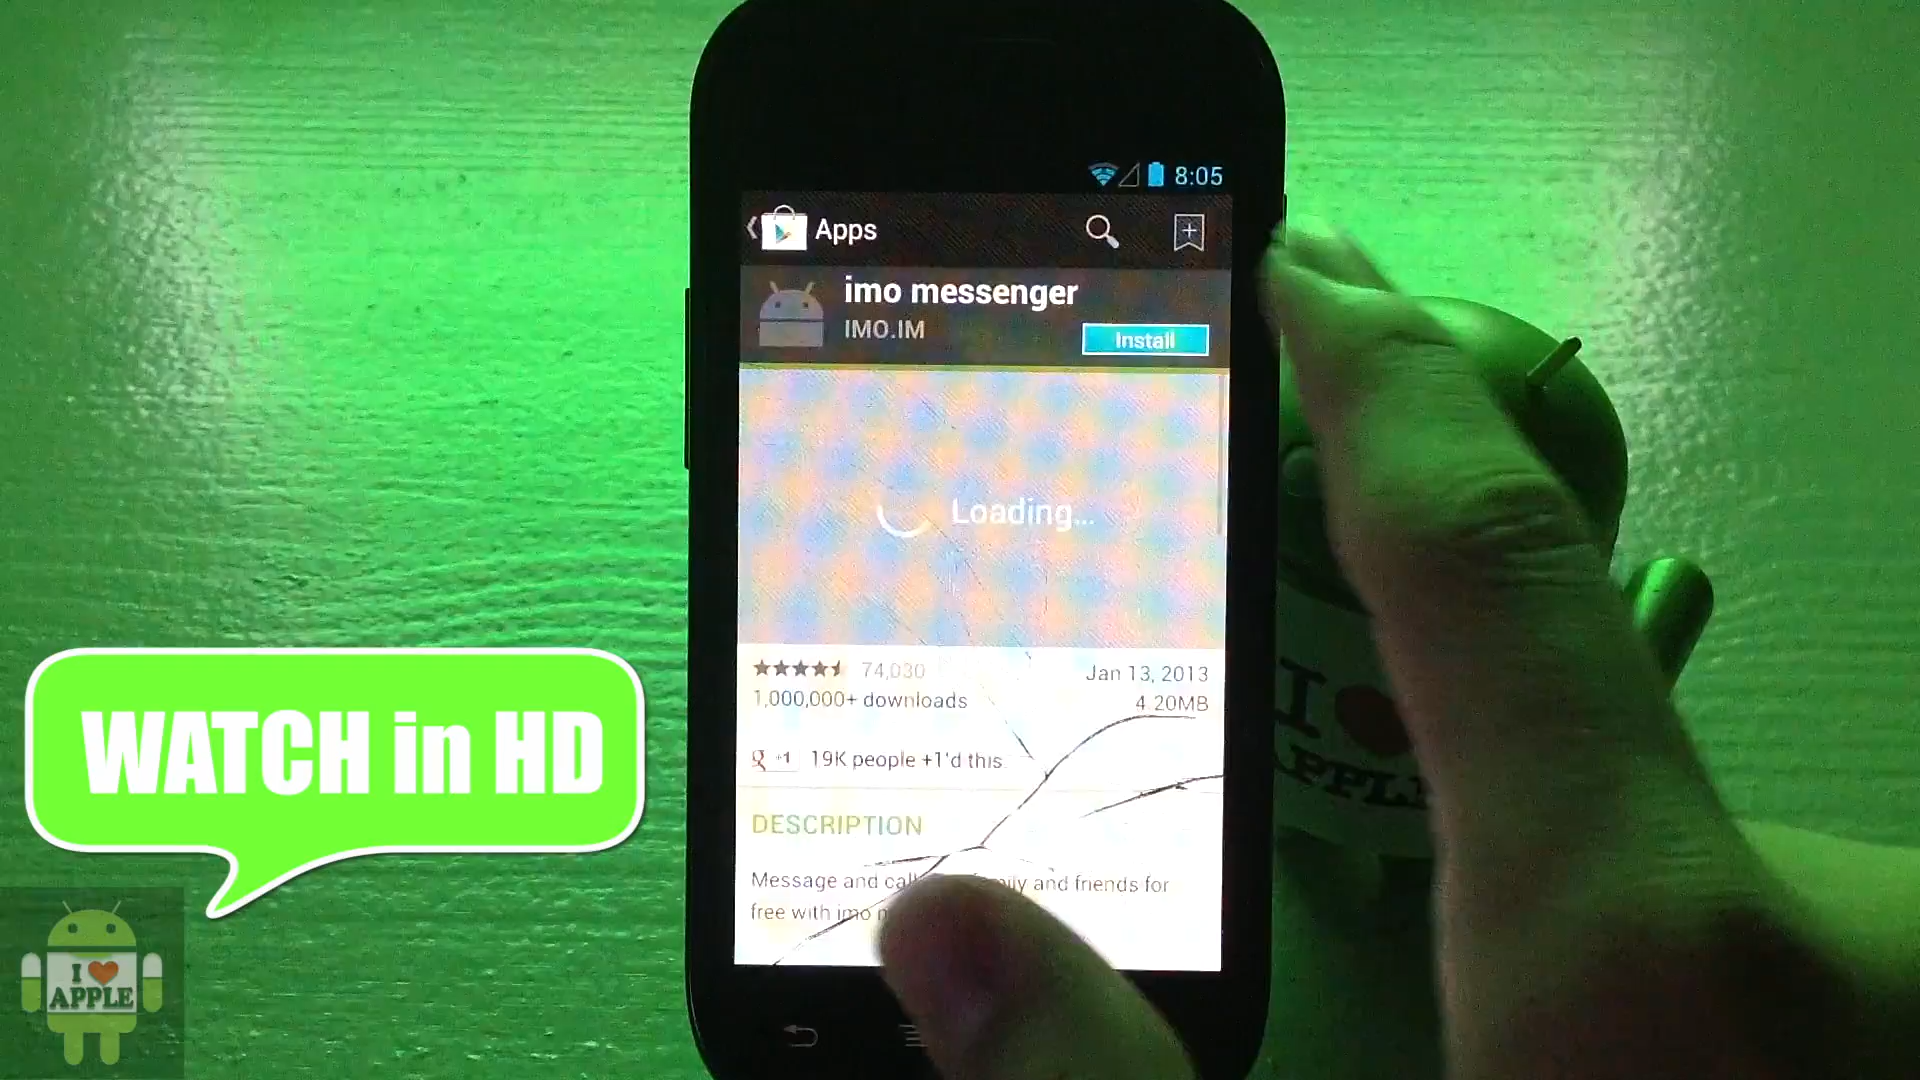 8:05
Apps
imo messenger
IMO.IM
Install
Loading...
74,030
Jan 13, 2013
1,000,000+ downloads
4.20MB
+1
19K people +1'd this.
DESCRIPTION
Message and and friends for
free with imo
WATCH in HD
I
APPLE
I
APPLE